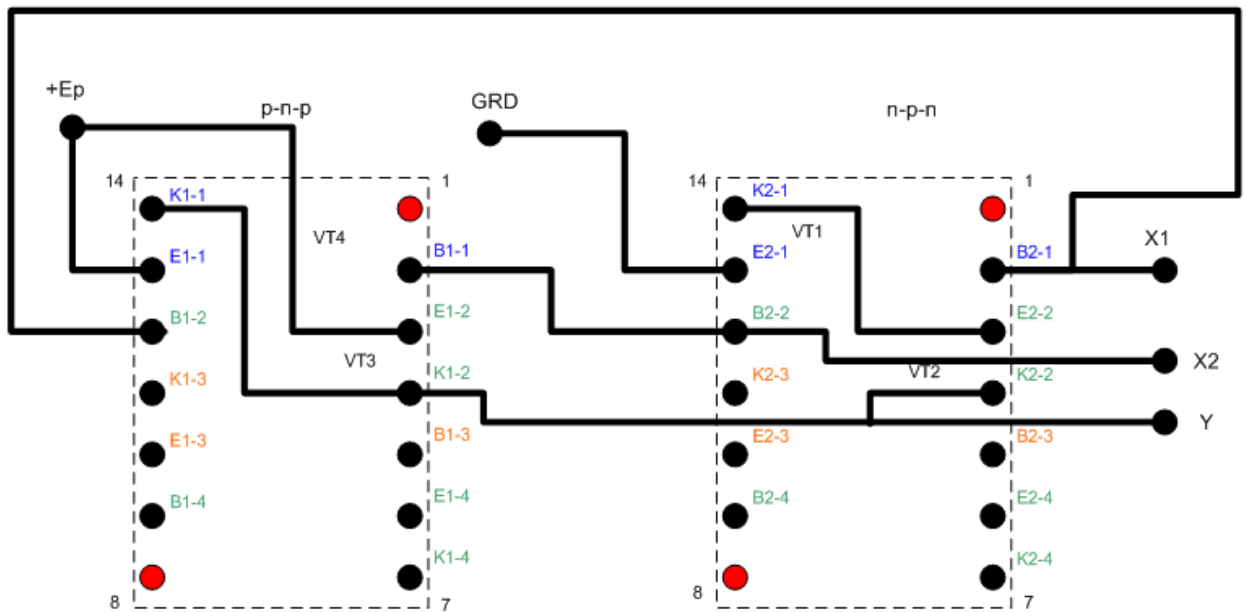 +Ep
p-n-p
GRD
n-p-n
14
K1-1
1
14
K2-1
1
VT4
VT1
X1
E1-1
B1-1
E2-1
B2-1
B1-2
E1-2
B2-2
E2-2
VT3
VT2
X2
K1-3
K1-2
K2-3
K2-2
Y
E1-3
B1-3
E2-3
B2-3
B1-4
E1-4
B2-4
E2-4
K1-4
K2-4
8
7
8
7